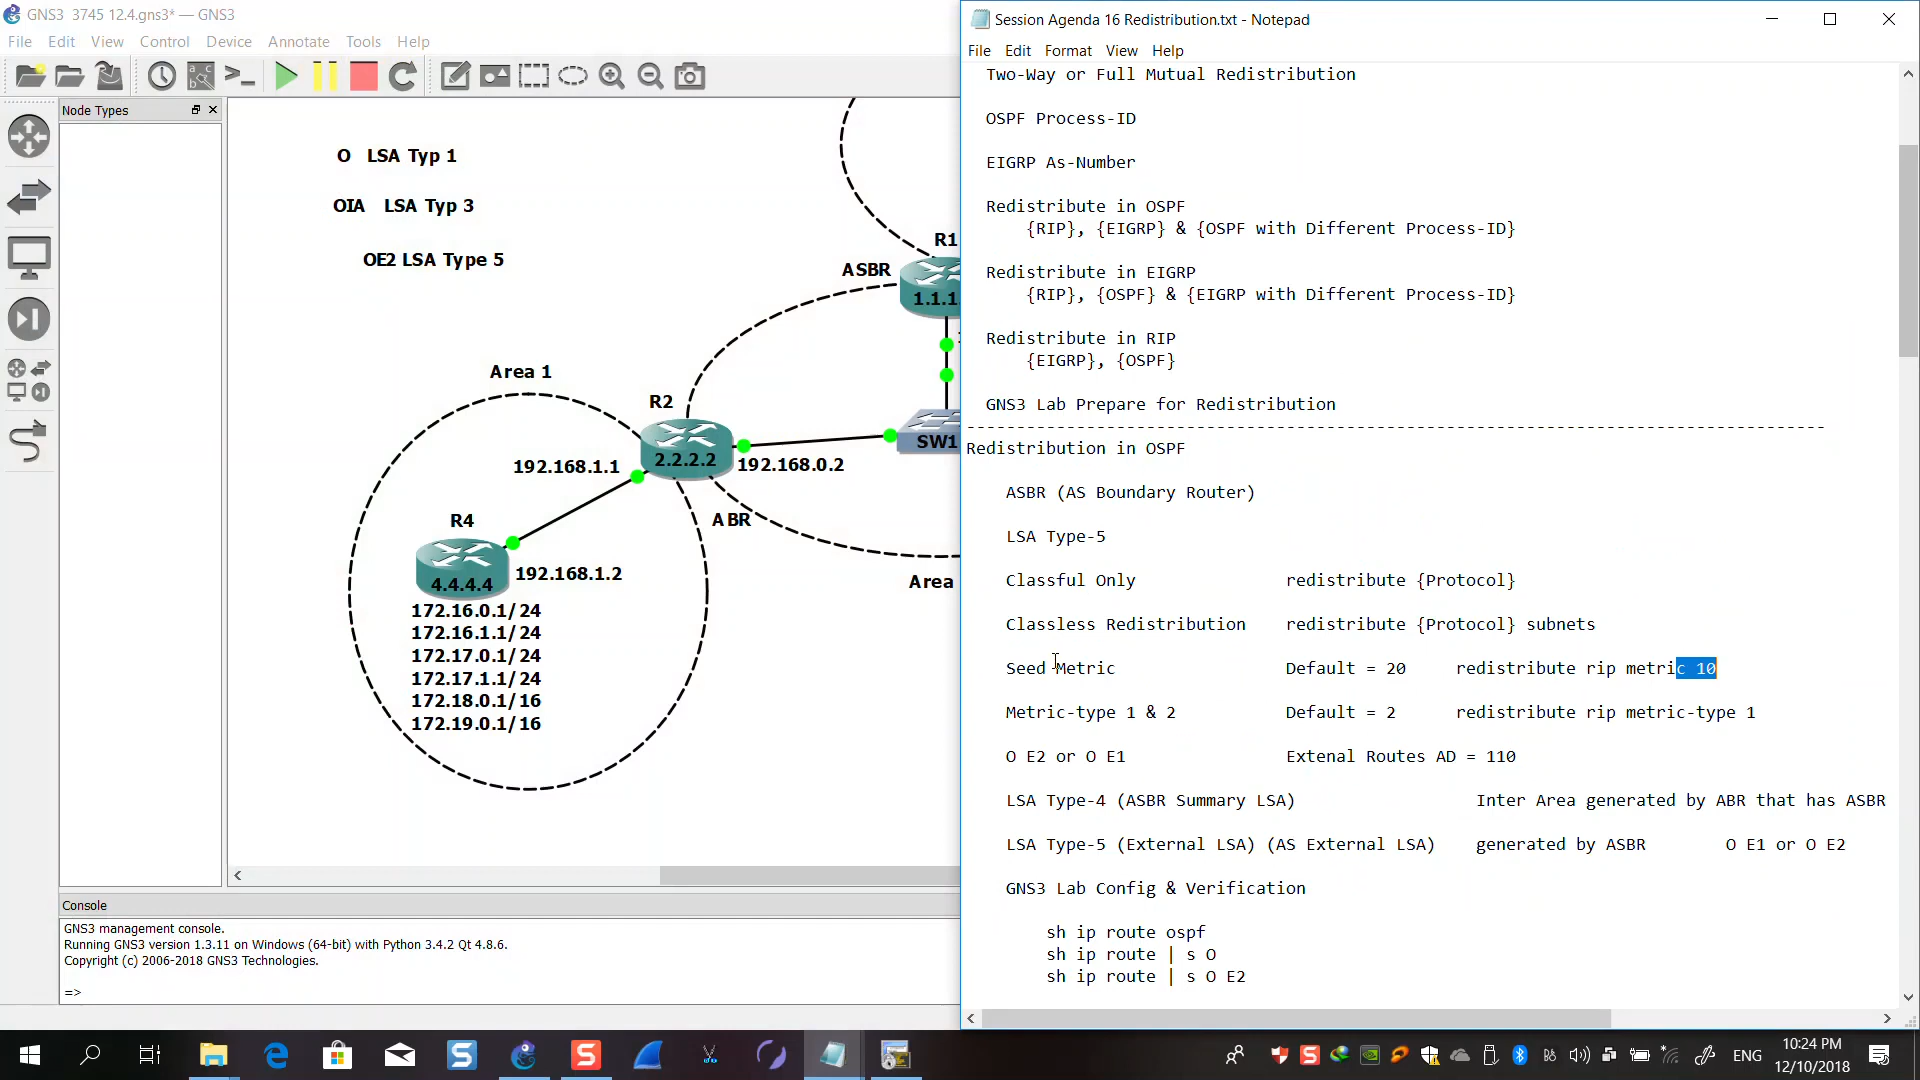 GNS3 3745 12.4.gns3* — GNS3
File Edit View Control Device Annotate Tools Help
Node Types
O LSA Typ 1
OIA LSA Typ 3
OE2 LSA Type 5
R1
ASBR
1.1.1
Area 1
R2
SW1
2.2.2.2
192.168.1.1
192.168.0.2
ABR
R4
192.168.1.2
4.4.4.4
Area
172.16.0.1/24
172.16.1.1/24
172.17.0.1/24
172.17.1.1/24
172.18.0.1/16
172.19.0.1/16
Console
GNS3 management console.
Running GNS3 version 1.3.11 on Windows (64-bit) with Python 3.4.2 Qt 4.8.6.
Copyright (c) 2006-2018 GNS3 Technologies.
=>
Session Agenda 16 Redistribution.txt - Notepad
File Edit Format View Help
Two-Way or Full Mutual Redistribution
OSPF Process-ID
EIGRP As-Number
Redistribute in OSPF
{RIP}, {EIGRP} & {OSPF with Different Process-ID}
Redistribute in EIGRP
{RIP}, {OSPF} & {EIGRP with Different Process-ID}
Redistribute in RIP
{EIGRP}, {OSPF}
GNS3 Lab Prepare for Redistribution
Redistribution in OSPF
ASBR (AS Boundary Router)
LSA Type-5
Classful Only redistribute {Protocol}
Classless Redistribution redistribute {Protocol} subnets
Seed Metric Default = 20 redistribute rip metric 10
Metric-type 1 & 2 Default = 2 redistribute rip metric-type 1
O E2 or O E1 Extenal Routes AD = 110
LSA Type-4 (ASBR Summary LSA) Inter Area generated by ABR that has ASBR
LSA Type-5 (External LSA) (AS External LSA) generated by ASBR O E1 or O E2
GNS3 Lab Config & Verification
sh ip route ospf
sh ip route | s O
sh ip route | s O E2
ENG
10:24 PM
12/10/2018